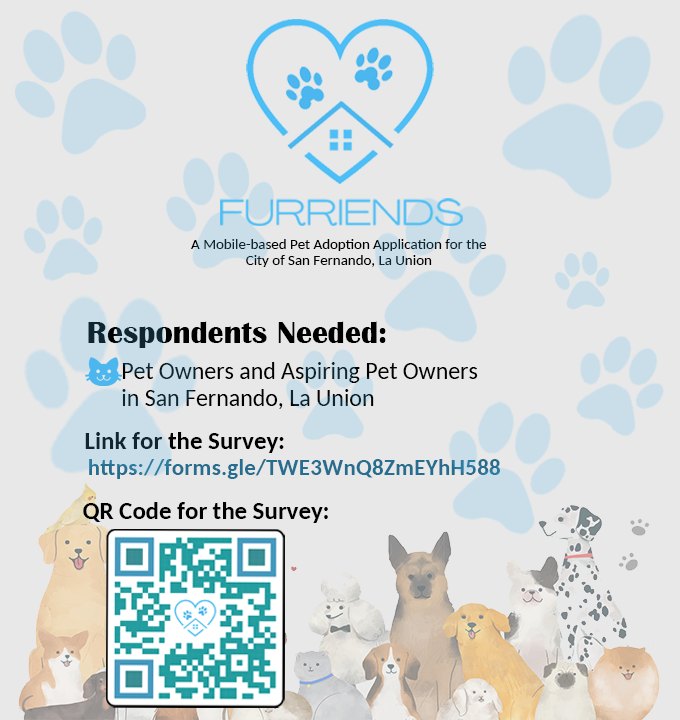 FURRIENDS
A Mobile-based Pet Adoption Application for the
City of San Fernando, La Union
Respondents Needed:
Pet Owners and Aspiring Pet Owners
in San Fernando, La Union
Link for the Survey:
https://forms.gle/TWE3WnQ8ZmEYhH588
QR Code for the Survey: